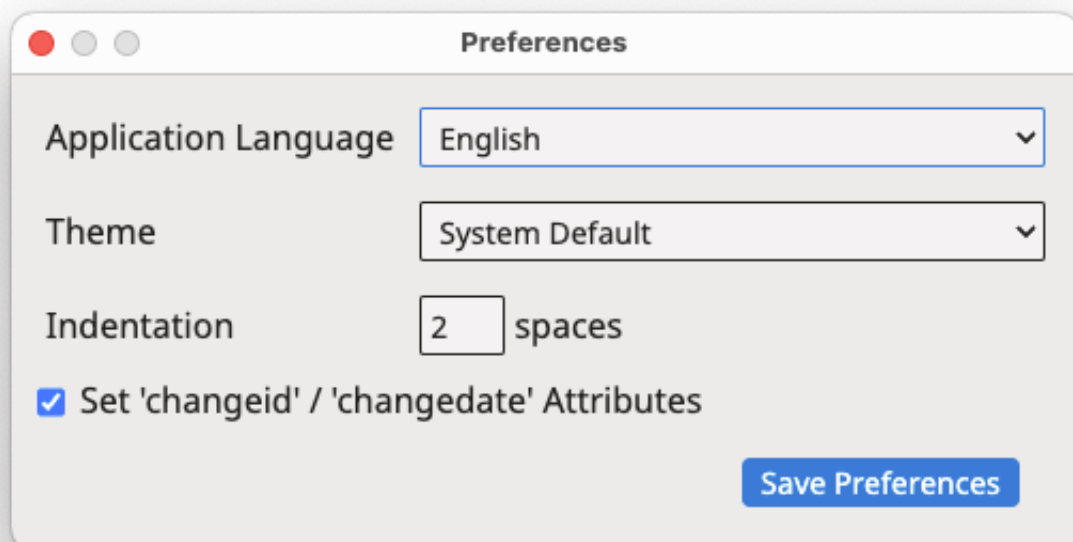 Preferences
Application Language English
Theme System Default
Indentation 2 spaces
Set 'changeid' / 'changedate' Attributes
Save Preferences